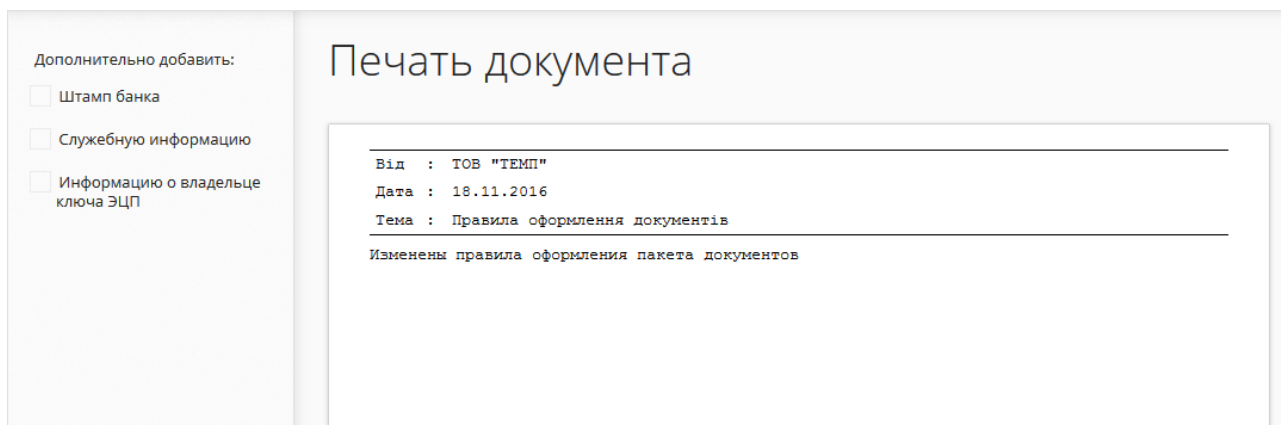 Дополнительно добавить:
Штамп банка
Служебную информацию
Информацию о владельце
ключа ЭЦП
Печать документа
Від : ТОВ "ТЕМП"
Дата : 18.11.2016
Тема : Правила оформлення документів
Изменены правила оформления пакета документов